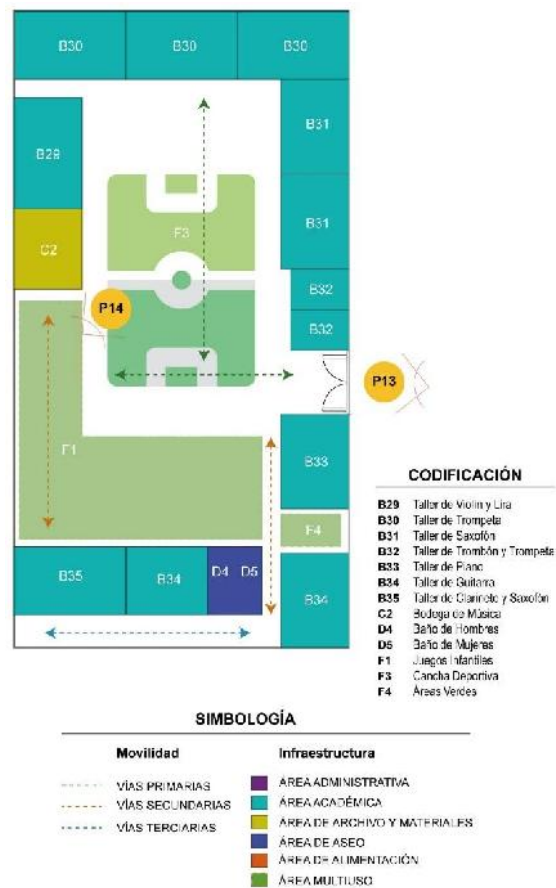 B30 B30 B30
B31
B29
B31
F3
C2
B32
P14
B32
P13
F1
B33
F4
B35 B34 D4 D5
B34
CODIFICACIÓN
B29 Taller de Violín y Lira
B30 Taller de Trompeta
B31 Taller de Saxofón
B32 Taller de Trombón y Trompeta
B33 Taller de Piano
B34 Taller de Guitarra
B35 Taller de Clarinete y Saxofón
C2 Bodega de Música
D4 Baño de Hombres
D5 Baño de Mujeres
F1 Juegos Infantiles
F3 Cancha Deportiva
F4 Áreas Verdes
SIMBOLOGÍA
Movilidad
VÍAS PRIMARIAS
VÍAS SECUNDARIAS
VÍAS TERCIARIAS
Infraestructura
ÁREA ADMINISTRATIVA
ÁREA ACADÉMICA
ÁREA DE ARCHIVO Y MATERIALES
ÁREA DE ASEO
ÁREA DE ALIMENTACIÓN
ÁREA MULTIUSO